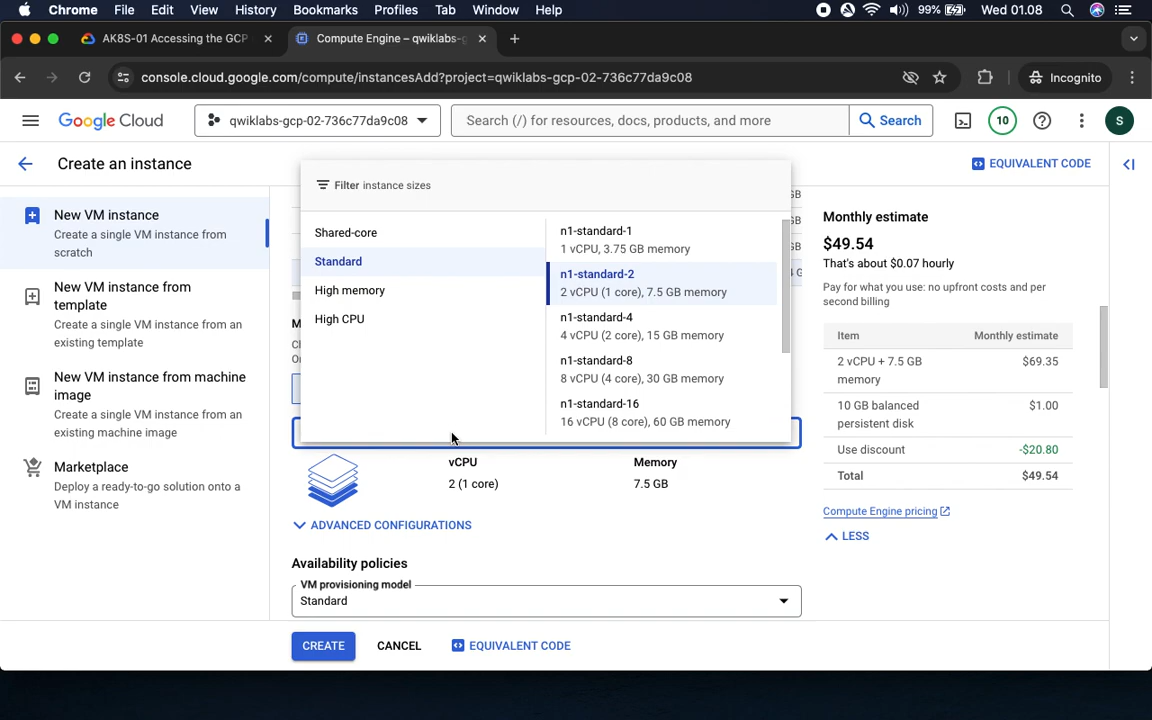 Chrome File Edit View History Bookmarks Profiles Tab Window Help 99% Wed 01.08
AK8S-01 Accessing the GCP
Compute Engine – qwiklabs-g
console.cloud.google.com/compute/instancesAdd?project=qwiklabs-gcp-02-736c77da9c08
Incognito
Google Cloud
qwiklabs-gcp-02-736c77da9c08
Search (/) for resources, docs, products, and more
Search
10
S
Create an instance
EQUIVALENT CODE
New VM instance
Create a single VM instance from
scratch
New VM instance from
template
Create a single VM instance from an
existing template
New VM instance from machine
image
Create a single VM instance from an
existing machine image
Marketplace
Deploy a ready-to-go solution onto a
VM instance
Filter instance sizes
Shared-core
Standard
High memory
High CPU
n1-standard-1
1 vCPU, 3.75 GB memory
n1-standard-2
2 vCPU (1 core), 7.5 GB memory
n1-standard-4
4 vCPU (2 core), 15 GB memory
n1-standard-8
8 vCPU (4 core), 30 GB memory
n1-standard-16
16 vCPU (8 core), 60 GB memory
vCPU
2 (1 core)
Memory
7.5 GB
ADVANCED CONFIGURATIONS
Availability policies
VM provisioning model
Standard
CREATE
CANCEL
EQUIVALENT CODE
Monthly estimate
$49.54
That's about $0.07 hourly
Pay for what you use: no upfront costs and per
second billing
Item Monthly estimate
2 vCPU + 7.5 GB
memory
$69.35
10 GB balanced
persistent disk
$1.00
Use discount -$20.80
Total $49.54
Compute Engine pricing
LESS